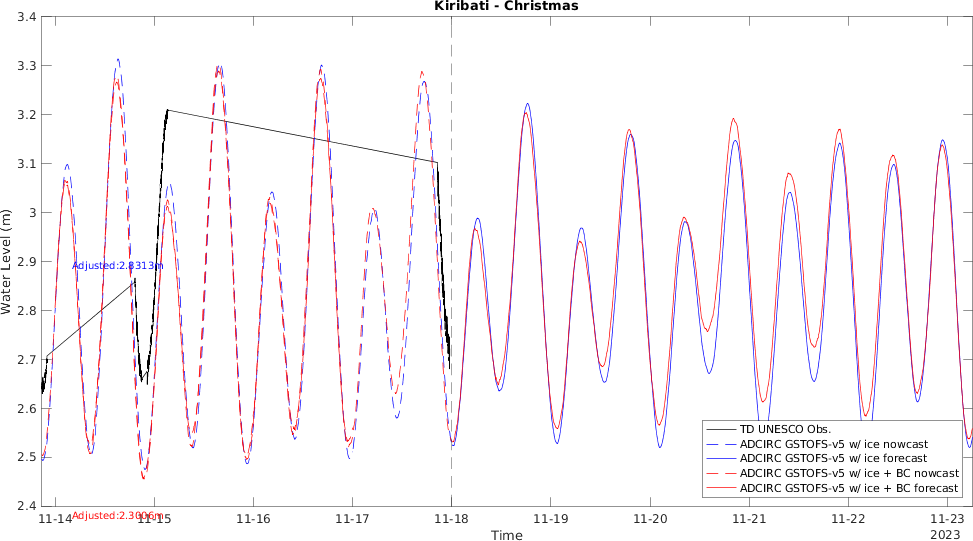 Kiribati - Christmas
3.4
3.3
3.2
3.1
3
2.9
2.8
2.7
2.6
2.5
2.4
Water Level (m)
Adjusted:2.8313m
Adjusted:2.3006m
TD UNESCO Obs.
ADCIRC GSTOFS-v5 w/ ice nowcast
ADCIRC GSTOFS-v5 w/ ice forecast
ADCIRC GSTOFS-v5 w/ ice + BC nowcast
ADCIRC GSTOFS-v5 w/ ice + BC forecast
11-14 11-15 11-16 11-17 11-18 11-19 11-20 11-21 11-22 11-23
Time
2023